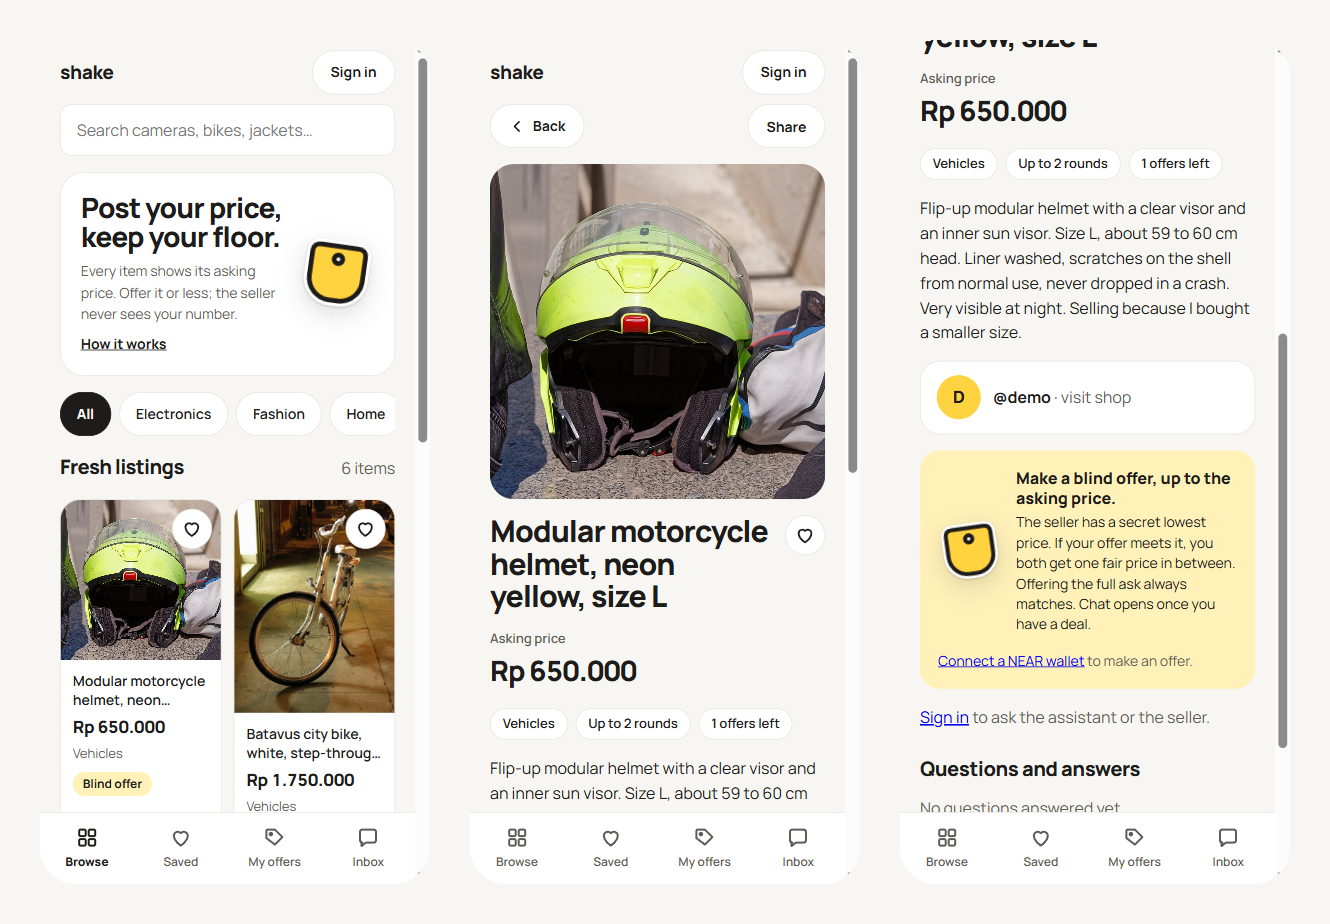 shake
Sign in
Search cameras, bikes, jackets...
Post your price,
keep your floor.
Every item shows its asking
price. Offer it or less; the seller
never sees your number.
How it works
All
Electronics
Fashion
Home
Fresh listings
6 items
Modular motorcycle
helmet, neon...
Rp 650.000
Vehicles
Blind offer
Batavus city bike,
white, step-throug...
Rp 1.750.000
Vehicles
Browse
Saved
My offers
Inbox
shake
Sign in
Back
Share
Modular motorcycle
helmet, neon
yellow, size L
Asking price
Rp 650.000
Vehicles
Up to 2 rounds
1 offers left
Flip-up modular helmet with a clear visor and
an inner sun visor. Size L, about 59 to 60 cm
Browse
Saved
My offers
Inbox
yellow, size L
Asking price
Rp 650.000
Vehicles
Up to 2 rounds
1 offers left
Flip-up modular helmet with a clear visor and
an inner sun visor. Size L, about 59 to 60 cm
head. Liner washed, scratches on the shell
from normal use, never dropped in a crash.
Very visible at night. Selling because I bought
a smaller size.
D
@demo · visit shop
Make a blind offer, up to the
asking price.
The seller has a secret lowest
price. If your offer meets it, you
both get one fair price in between.
Offering the full ask always
matches. Chat opens once you
have a deal.
Connect a NEAR wallet to make an offer.
Sign in to ask the assistant or the seller.
Questions and answers
No questions answered yet
Browse
Saved
My offers
Inbox